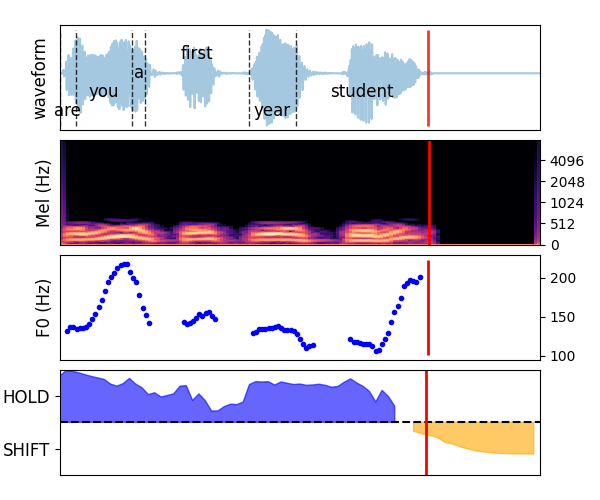 waveform
are
you
a
first
year
student
Mel (Hz)
4096
2048
1024
512
0
F0 (Hz)
200
150
100
HOLD
SHIFT